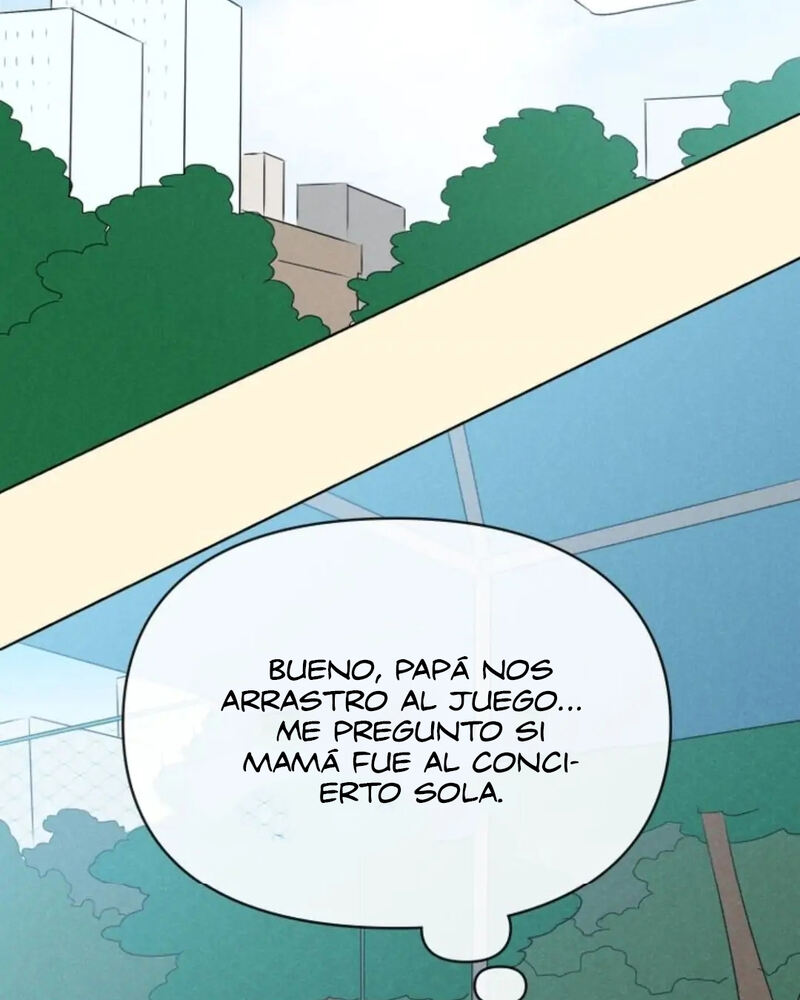 BUENO, PAPÁ NOS
ARRASTRO AL JUEGO...
ME PREGUNTO SI
MAMÁ FUE AL CONCI-
ERTO SOLA.